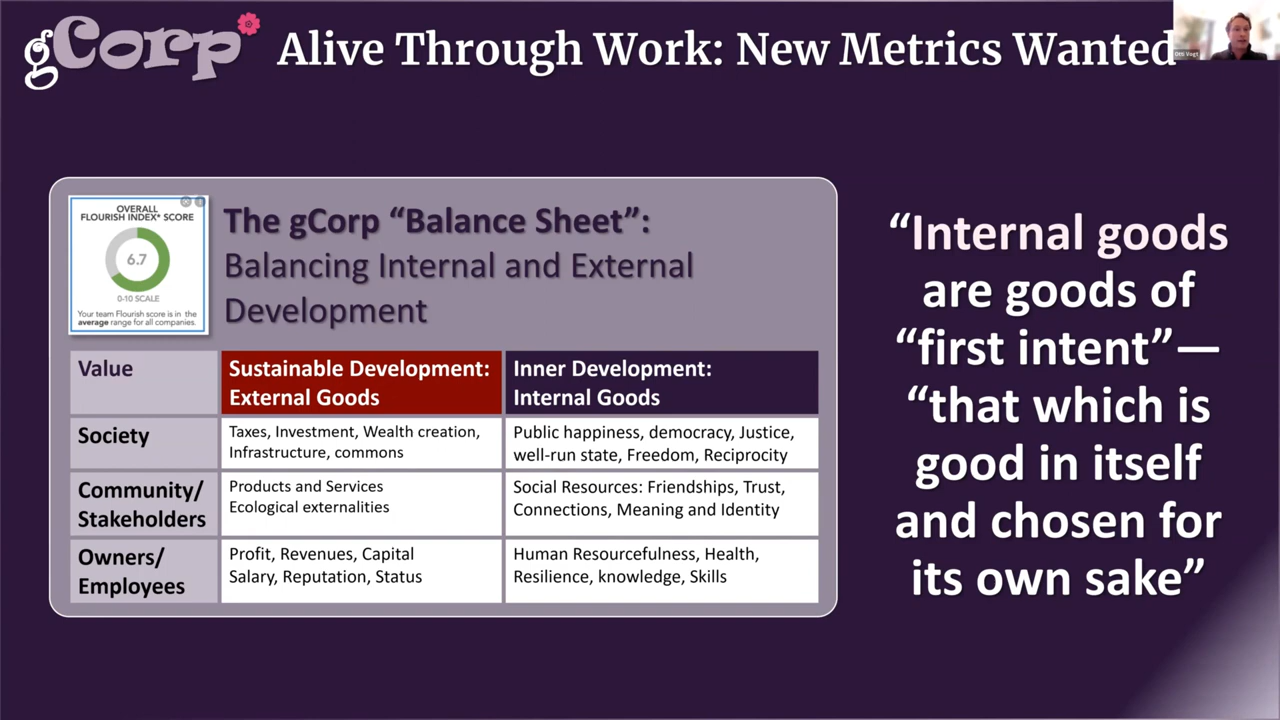 gCorp
Alive Through Work: New Metrics Wanted
Otti Vogt
OVERALL
FLOURISH INDEX* SCORE
6.7
0-10 SCALE
Your team Flourish score is in the
average range for all companies.
The gCorp “Balance Sheet”:
Balancing Internal and External
Development
Value
Sustainable Development:
External Goods
Inner Development:
Internal Goods
Society
Taxes, Investment, Wealth creation,
Infrastructure, commons
Public happiness, democracy, Justice,
well-run state, Freedom, Reciprocity
Community/
Stakeholders
Products and Services
Ecological externalities
Social Resources: Friendships, Trust,
Connections, Meaning and Identity
Owners/
Employees
Profit, Revenues, Capital
Salary, Reputation, Status
Human Resourcefulness, Health,
Resilience, knowledge, Skills
“Internal goods
are goods of
“first intent”—
“that which is
good in itself
and chosen for
its own sake”